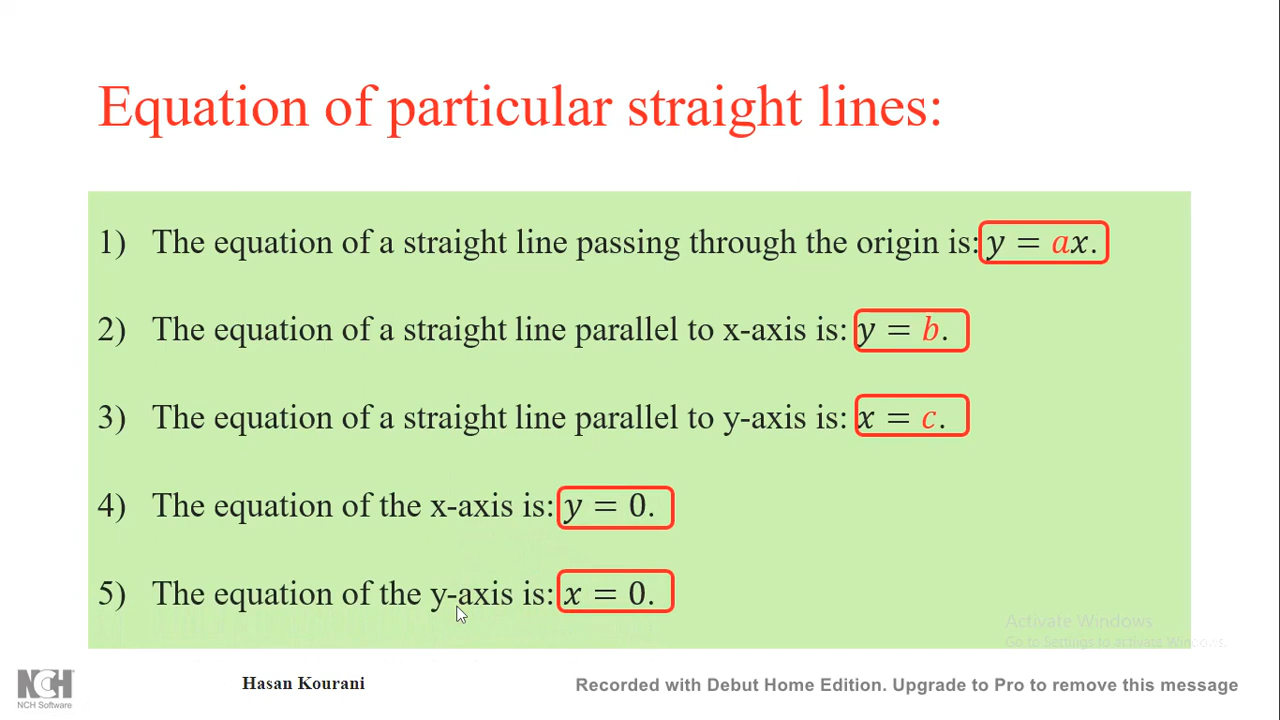 Equation of particular straight lines:
1) The equation of a straight line passing through the origin is: y = ax.
2) The equation of a straight line parallel to x-axis is: y = b.
3) The equation of a straight line parallel to y-axis is: x = c.
4) The equation of the x-axis is: y = 0.
5) The equation of the y-axis is: x = 0.
Activate Windows
Go to Settings to activate Windows.
NCH
NCH Software
Hasan Kourani
Recorded with Debut Home Edition. Upgrade to Pro to remove this message